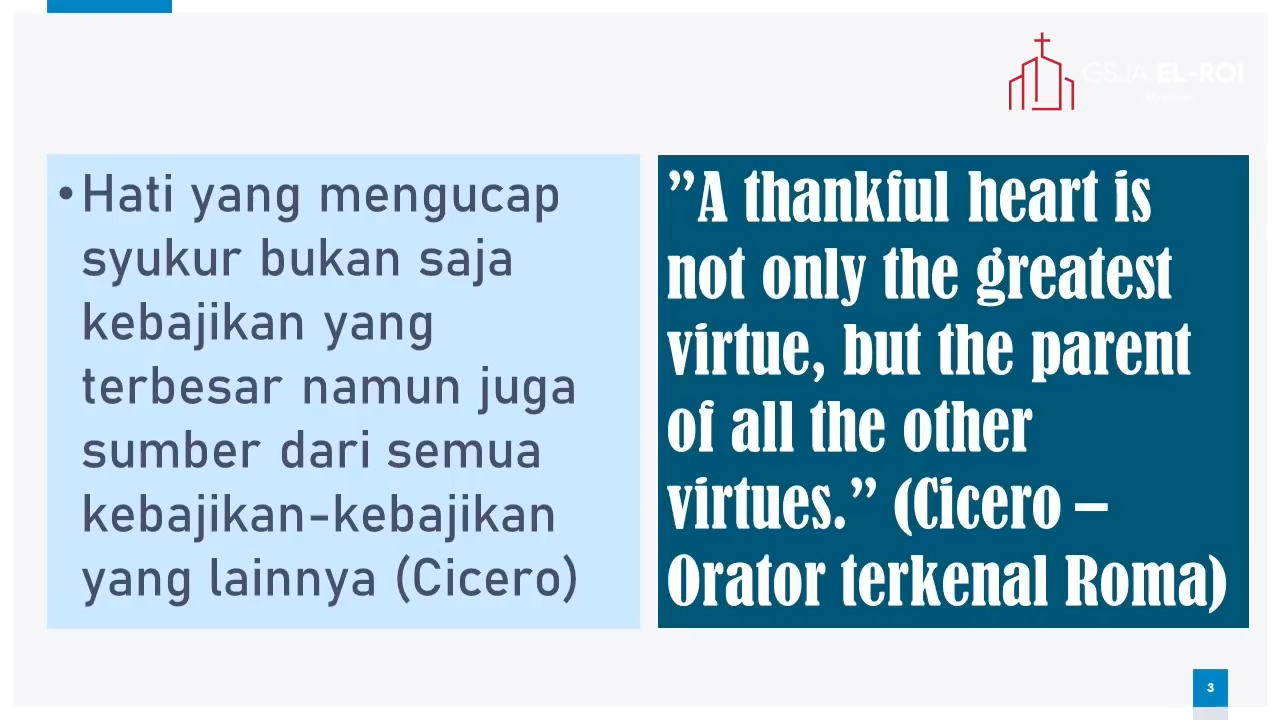 GSJA EL-ROI
•Hati yang mengucap
syukur bukan saja
kebajikan yang
terbesar namun juga
sumber dari semua
kebajikan-kebajikan
yang lainnya (Cicero)
”A thankful heart is
not only the greatest
virtue, but the parent
of all the other
virtues.” (Cicero –
Orator terkenal Roma)
3